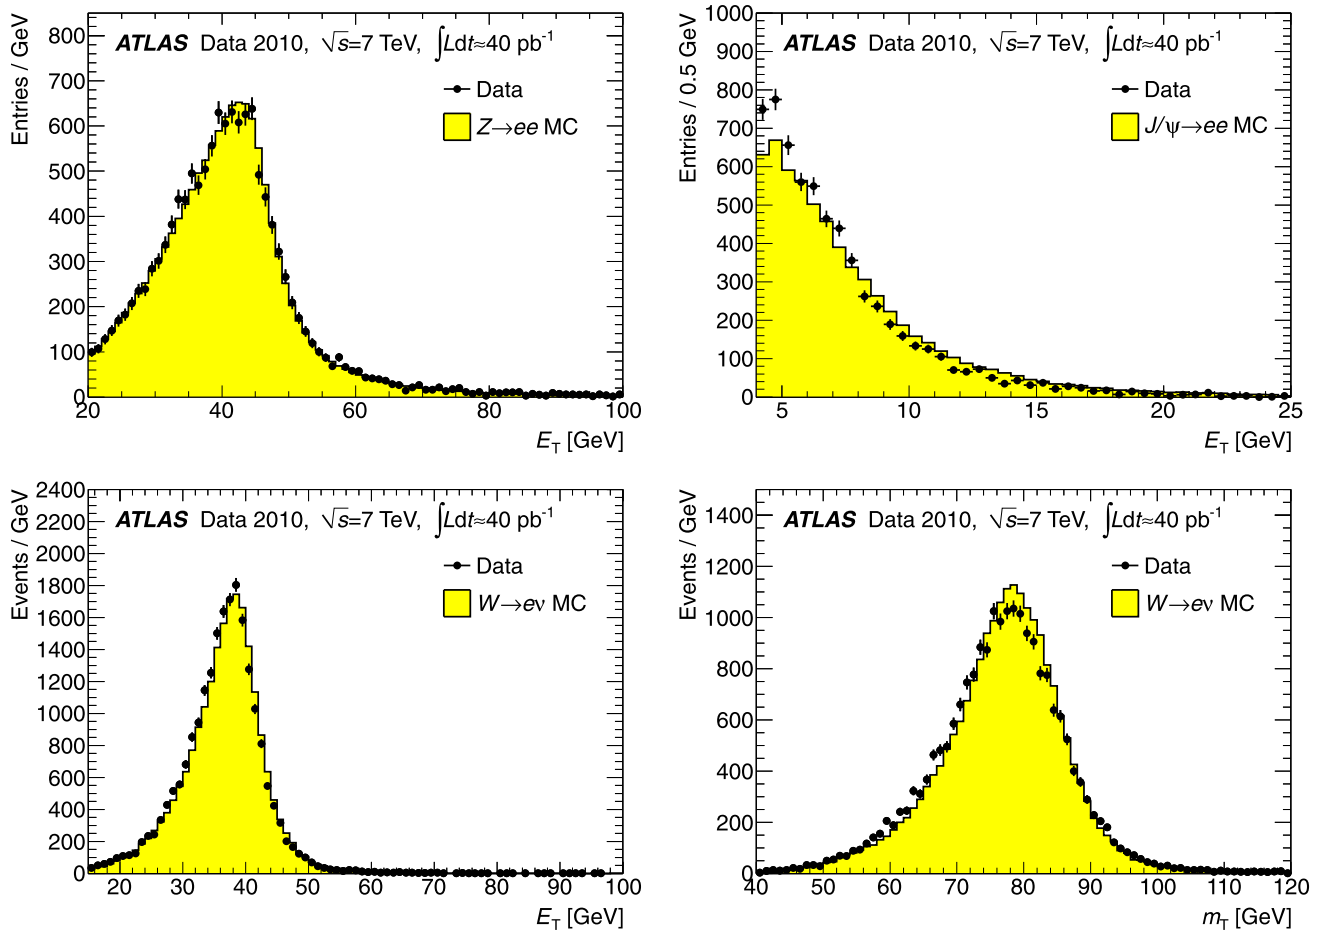 Entries / GeV
800
700
600
500
400
300
200
100
0
ATLAS Data 2010, √s=7 TeV, ∫Ldt≈40 pb⁻¹
Data
Z→ee MC
20 40 60 80 100
E_T [GeV]
Entries / 0.5 GeV
1000
900
800
700
600
500
400
300
200
100
0
ATLAS Data 2010, √s=7 TeV, ∫Ldt≈40 pb⁻¹
Data
J/ψ→ee MC
5 10 15 20 25
E_T [GeV]
Events / GeV
2400
2200
2000
1800
1600
1400
1200
1000
800
600
400
200
0
ATLAS Data 2010, √s=7 TeV, ∫Ldt≈40 pb⁻¹
Data
W→eν MC
20 30 40 50 60 70 80 90 100
E_T [GeV]
Events / GeV
1400
1200
1000
800
600
400
200
0
ATLAS Data 2010, √s=7 TeV, ∫Ldt≈40 pb⁻¹
Data
W→eν MC
40 50 60 70 80 90 100 110 120
m_T [GeV]